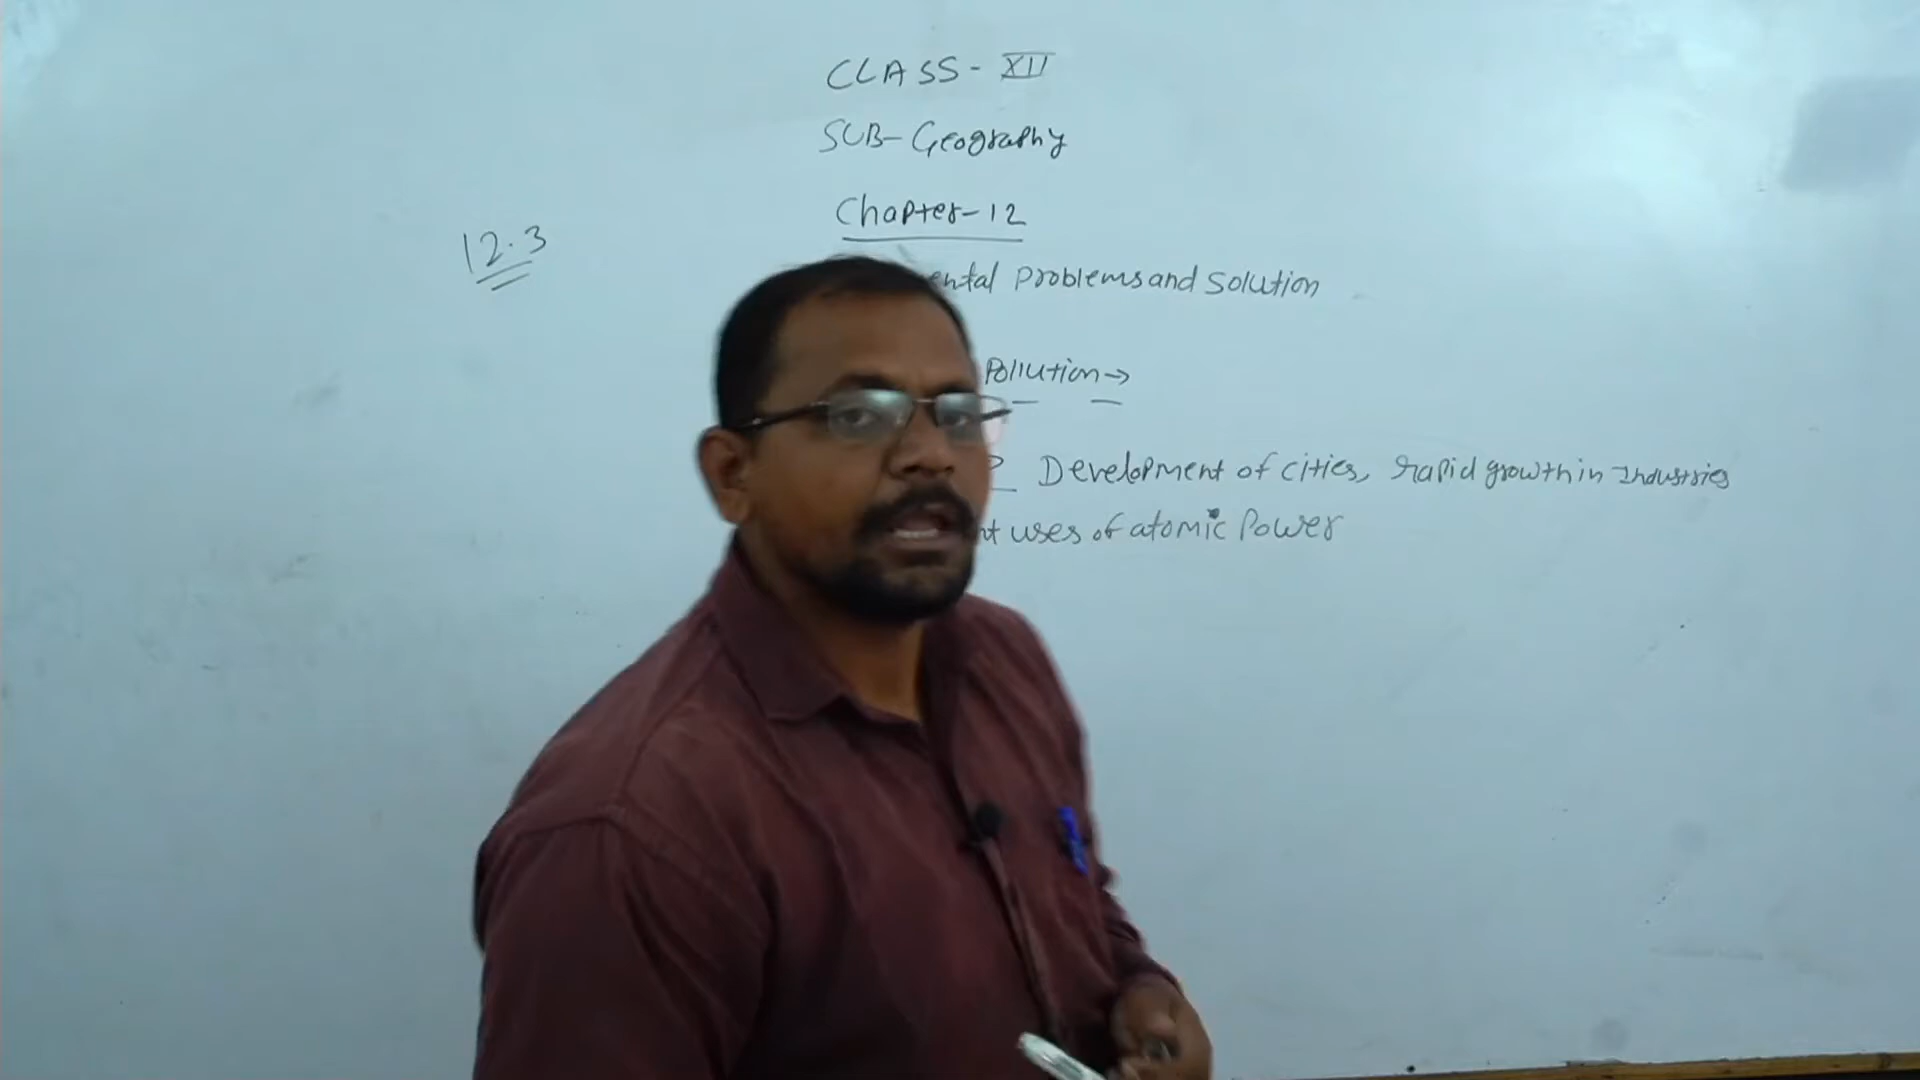 CLASS - XII
SUB- Geography
Chapter-12
12.3
ental Problems and Solution
Pollution →
Development of cities, rapid growth in Industries
nt uses of atomic Power